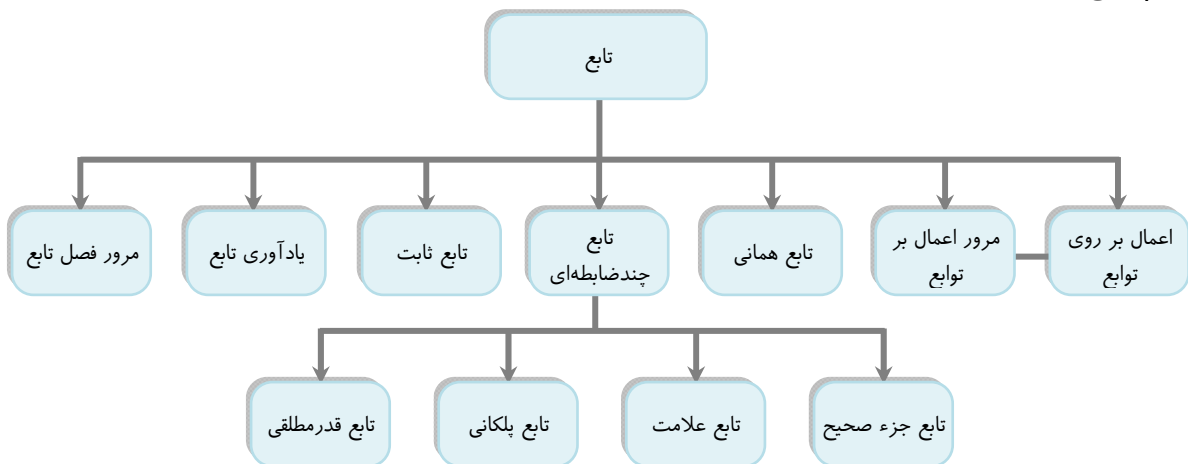 تابع
اعمال بر روی
توابع
مرور اعمال بر
توابع
تابع همانی
تابع
چندضابطه‌ای
تابع ثابت
یادآوری تابع
مرور فصل تابع
تابع جزء صحیح
تابع علامت
تابع پلکانی
تابع قدرمطلقی